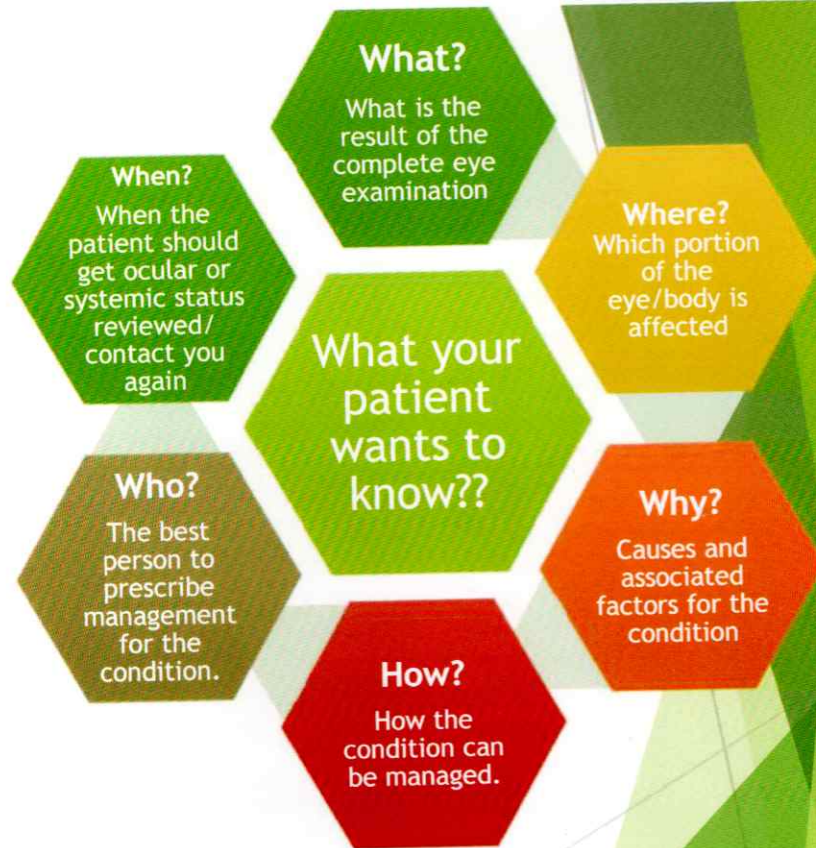 What?
What is the
result of the
complete eye
examination
Where?
Which portion
of the
eye/body is
affected
Why?
Causes and
associated
factors for the
condition
How?
How the
condition can
be managed.
Who?
The best
person to
prescribe
management
for the
condition.
When?
When the
patient should
get ocular or
systemic status
reviewed/
contact you
again
What your
patient
wants to
know??